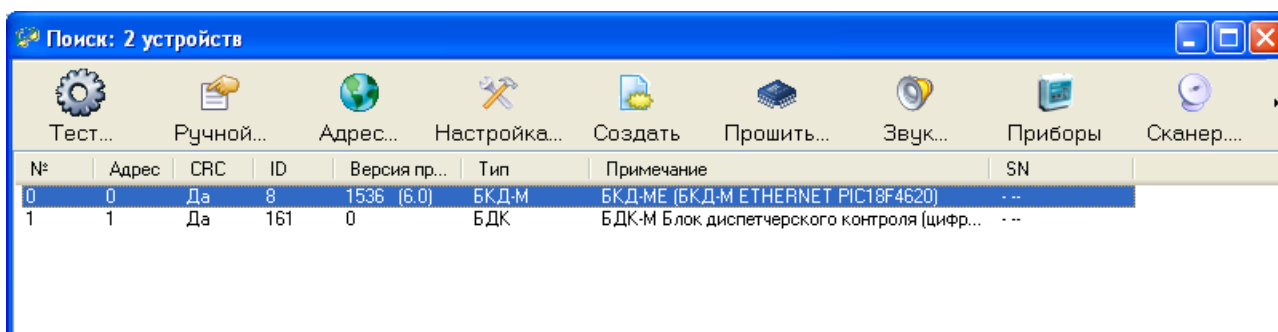 Поиск: 2 устройств
Тест... Ручной... Адрес... Настройка... Создать Прошить... Звук... Приборы Сканер....
№ Адрес CRC ID Версия пр... Тип Примечание SN
0 0 Да 8 1536 (6.0) БКД-М БКД-МЕ (БКД-М ETHERNET PIC18F4620) - --
1 1 Да 161 0 БДК БДК-М Блок диспетчерского контроля (цифр... - --